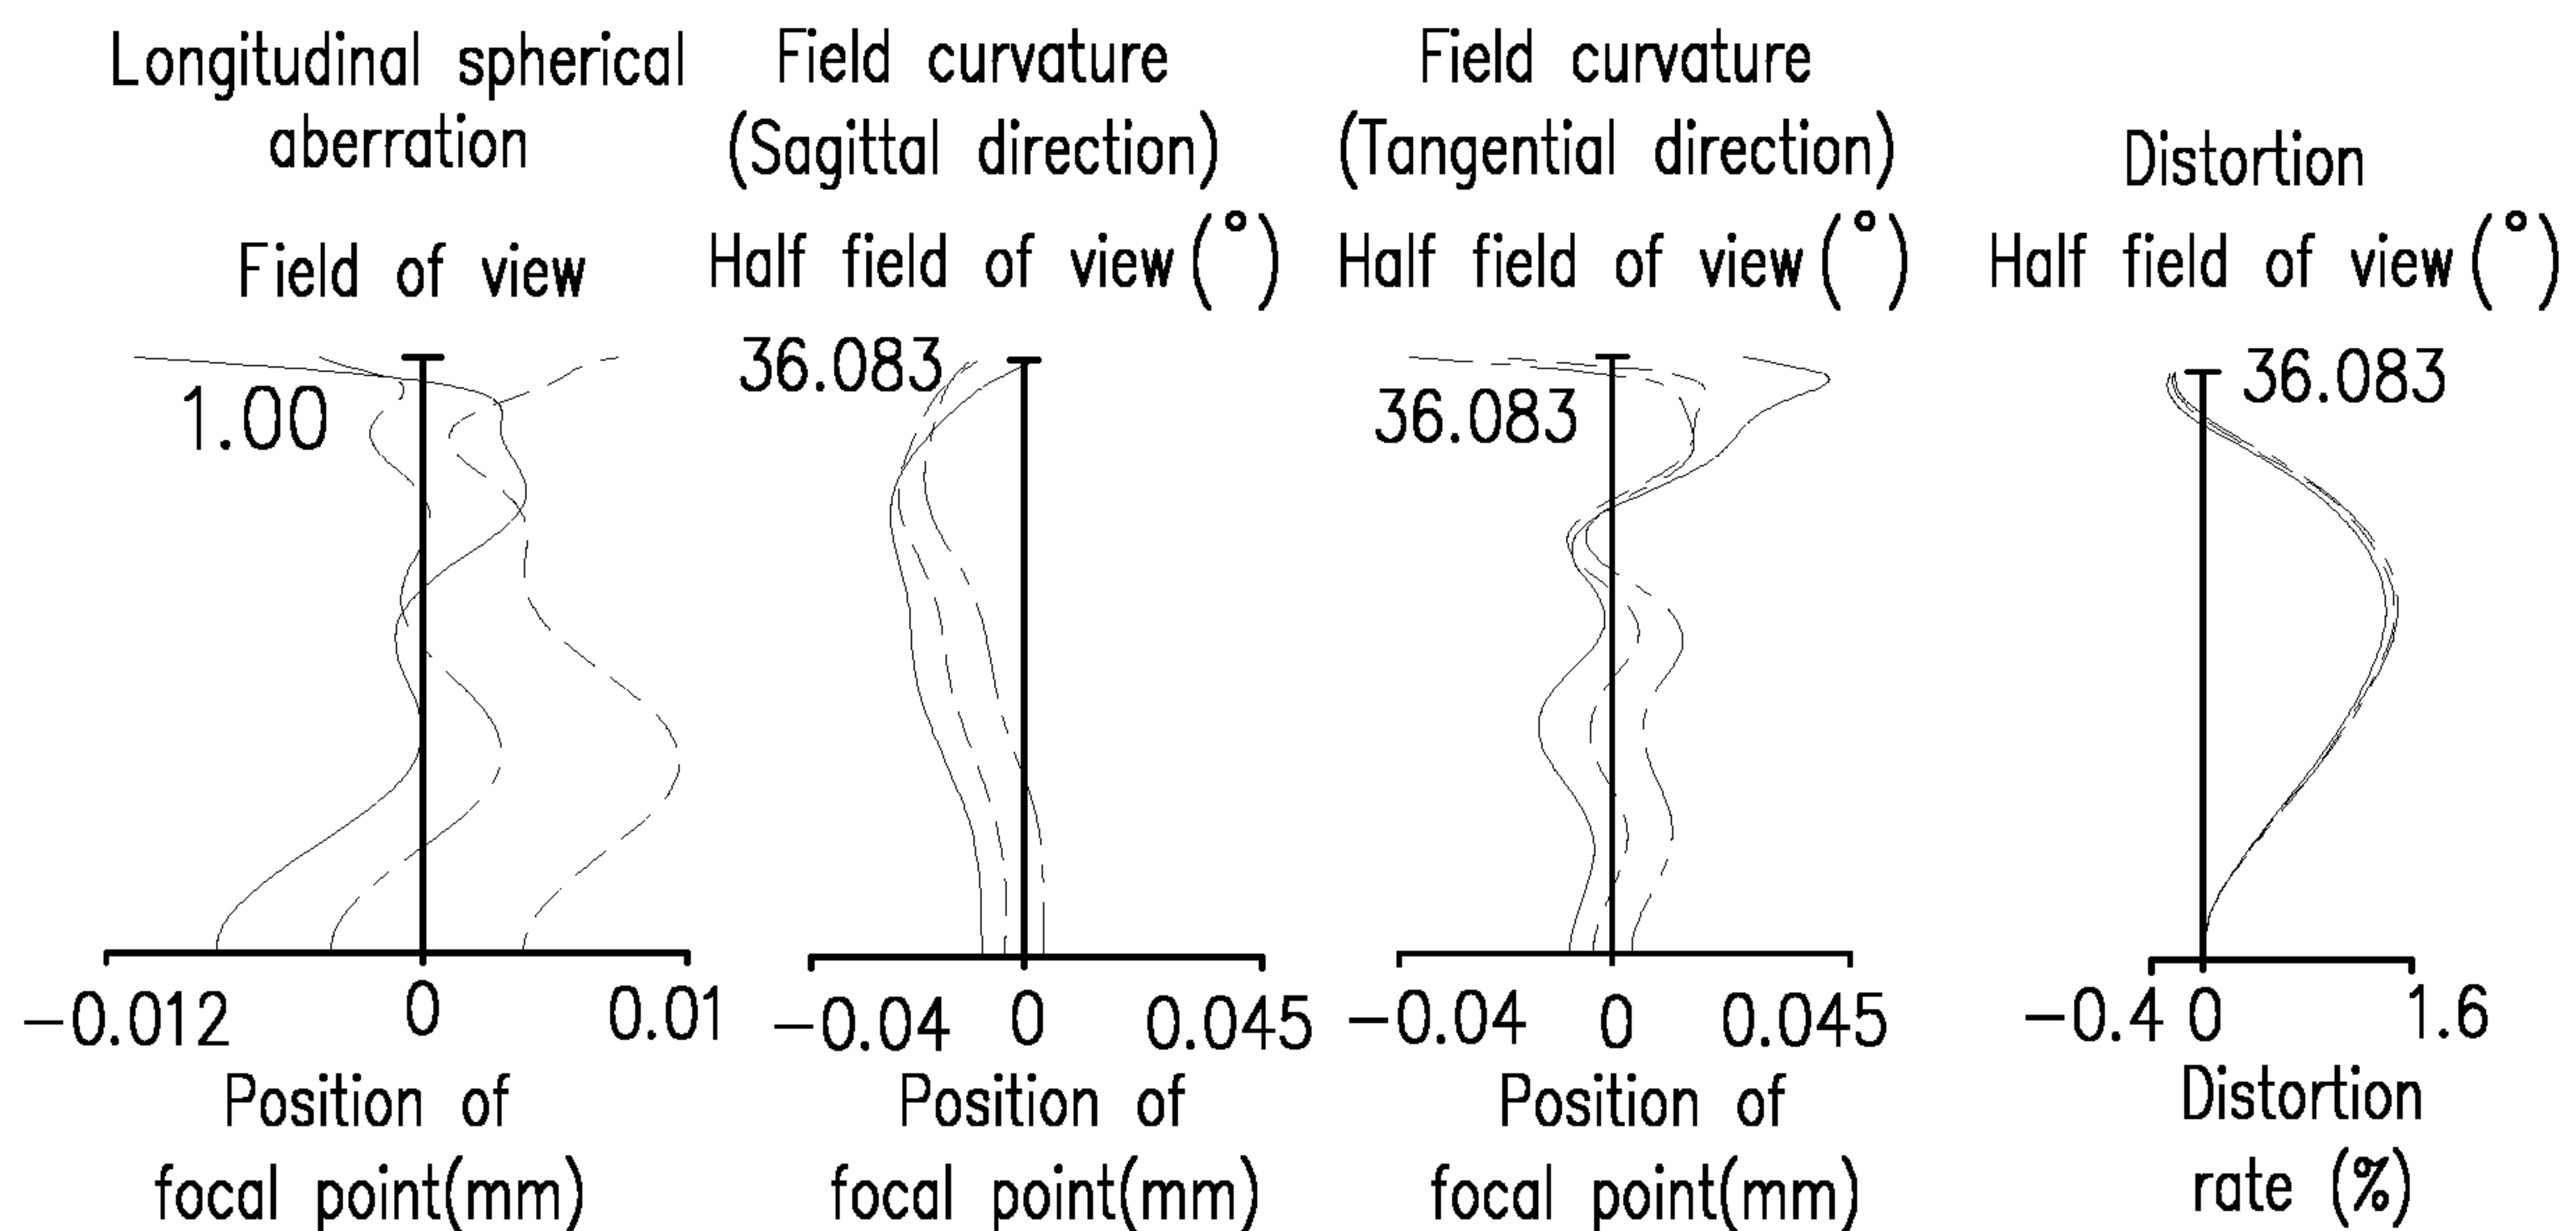 Longitudinal spherical
aberration
Field of view
1.00
−0.012 0 0.01
Position of
focal point(mm)
Field curvature
(Sagittal direction)
Half field of view(°)
36.083
−0.04 0 0.045
Position of
focal point(mm)
Field curvature
(Tangential direction)
Half field of view(°)
36.083
−0.04 0 0.045
Position of
focal point(mm)
Distortion
Half field of view(°)
36.083
−0.4 0 1.6
Distortion
rate (%)